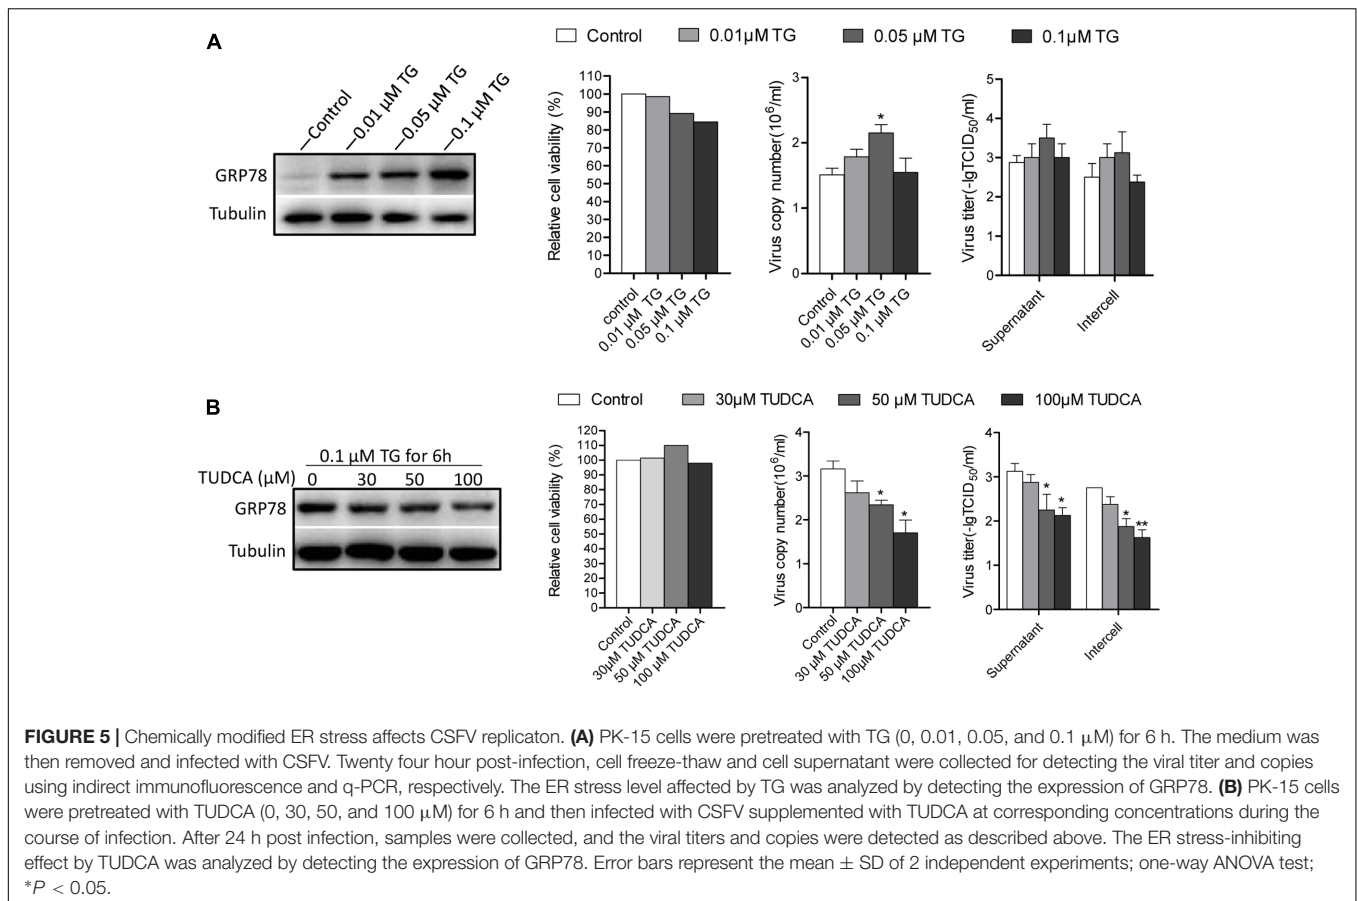 A
Control
0.01µM TG
0.05 µM TG
0.1µM TG
—Control
—0.01 µM TG
—0.05 µM TG
—0.1 µM TG
GRP78
Tubulin
Relative cell viability (%)
110
100
90
80
70
60
50
40
30
20
10
0
control
0.01 µM TG
0.05 µM TG
0.1 µM TG
Virus copy number(10⁶/ml)
3
2
1
0
*
Control
0.01 µM TG
0.05 µM TG
0.1 µM TG
Virus titer(-lgTCID₅₀/ml)
5
4
3
2
1
0
Supernatant
Intercell
B
Control
30µM TUDCA
50 µM TUDCA
100µM TUDCA
0.1 µM TG for 6h
TUDCA (µM) 0 30 50 100
GRP78
Tubulin
Relative cell viability (%)
120
110
100
90
80
70
60
50
40
30
20
10
0
Control
30µM TUDCA
50 µM TUDCA
100 µM TUDCA
Virus copy number(10⁶/ml)
4
3
2
1
0
*
*
Control
30 µM TUDCA
50 µM TUDCA
100µM TUDCA
Virus titer(-lgTCID₅₀/ml)
4
3
2
1
0
*
*
*
**
Supernatant
Intercell
FIGURE 5 | Chemically modified ER stress affects CSFV replicaton. (A) PK-15 cells were pretreated with TG (0, 0.01, 0.05, and 0.1 µM) for 6 h. The medium was
then removed and infected with CSFV. Twenty four hour post-infection, cell freeze-thaw and cell supernatant were collected for detecting the viral titer and copies
using indirect immunofluorescence and q-PCR, respectively. The ER stress level affected by TG was analyzed by detecting the expression of GRP78. (B) PK-15 cells
were pretreated with TUDCA (0, 30, 50, and 100 µM) for 6 h and then infected with CSFV supplemented with TUDCA at corresponding concentrations during the
course of infection. After 24 h post infection, samples were collected, and the viral titers and copies were detected as described above. The ER stress-inhibiting
effect by TUDCA was analyzed by detecting the expression of GRP78. Error bars represent the mean ± SD of 2 independent experiments; one-way ANOVA test;
*P < 0.05.